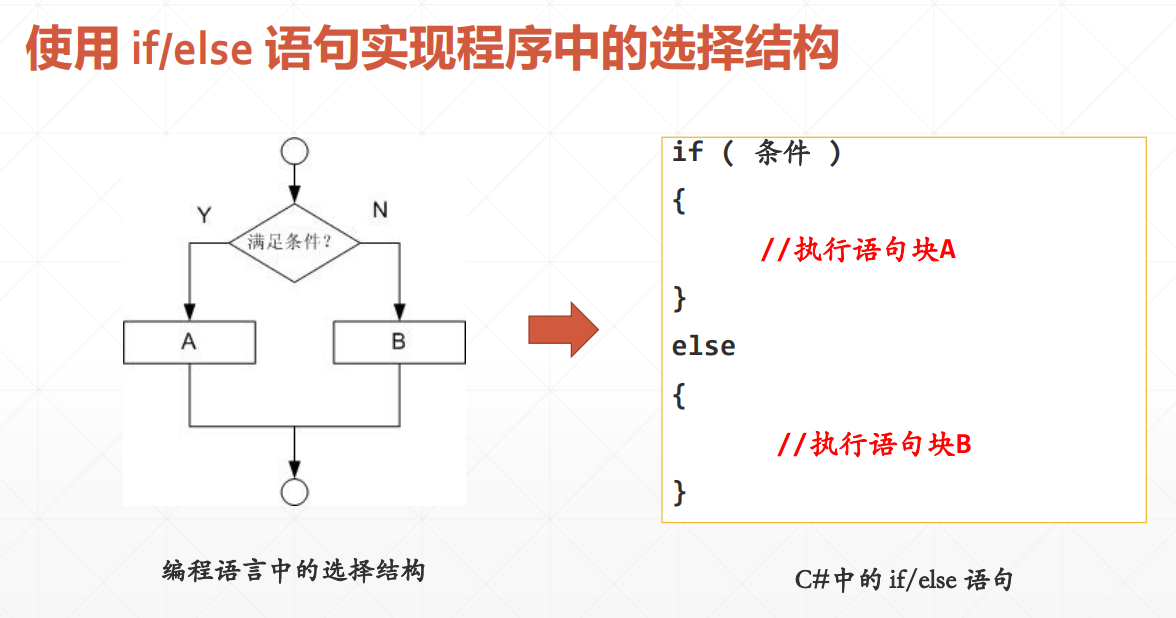 使用 if/else 语句实现程序中的选择结构
Y
N
满足条件?
A
B
编程语言中的选择结构
if ( 条件 )
{
//执行语句块A
}
else
{
//执行语句块B
}
C#中的 if/else 语句